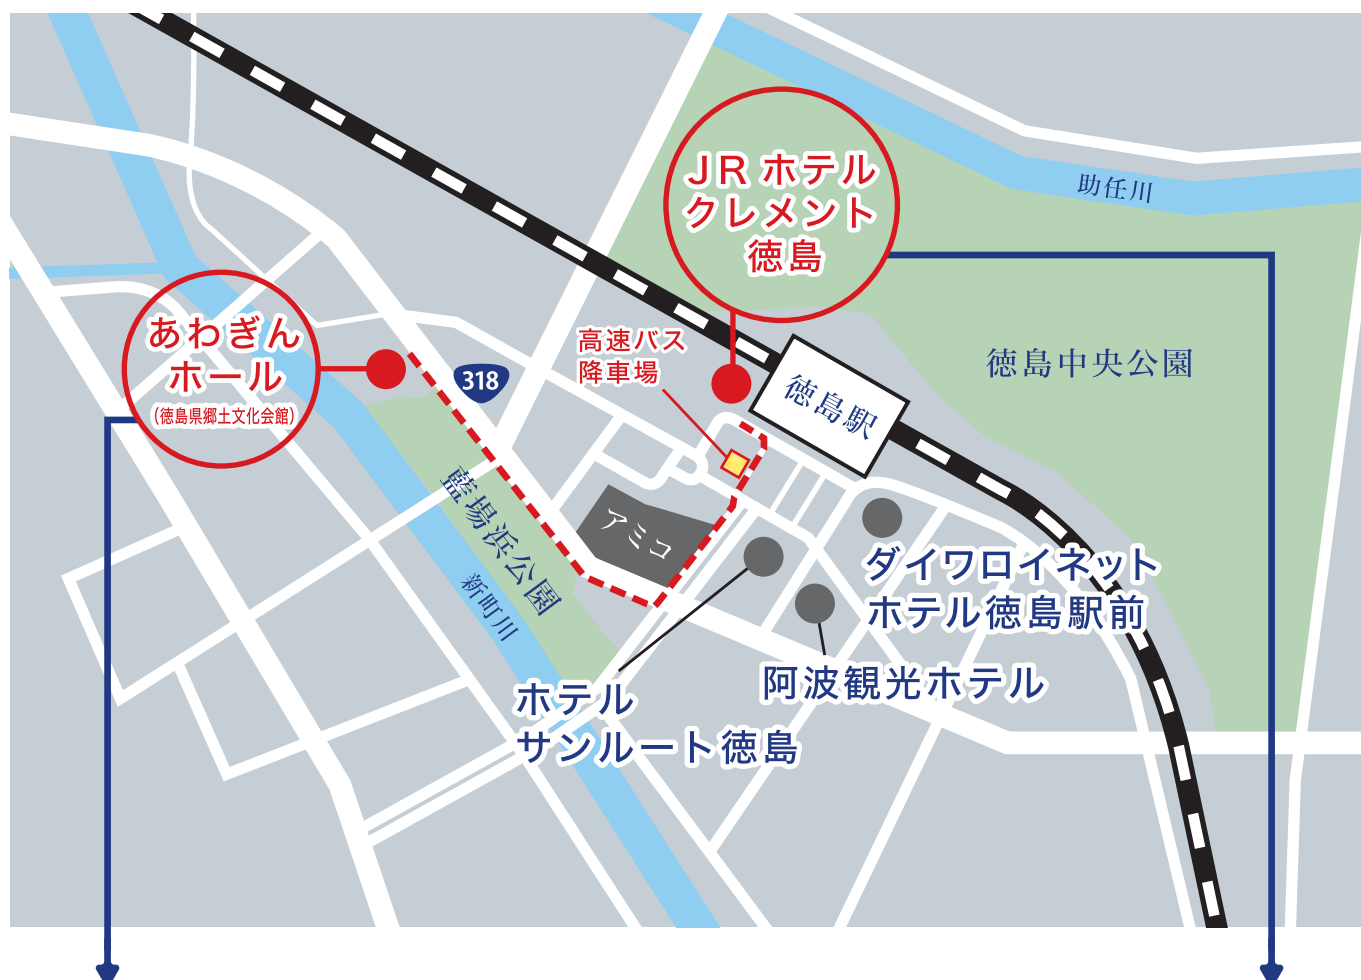 助任川
JR ホテル
クレメント
徳島
あわぎん
ホール
(徳島県郷土文化会館)
高速バス
降車場
徳島中央公園
318
徳島駅
藍場浜公園
アミコ
新町川
ダイワロイネット
ホテル徳島駅前
阿波観光ホテル
ホテル
サンルート徳島